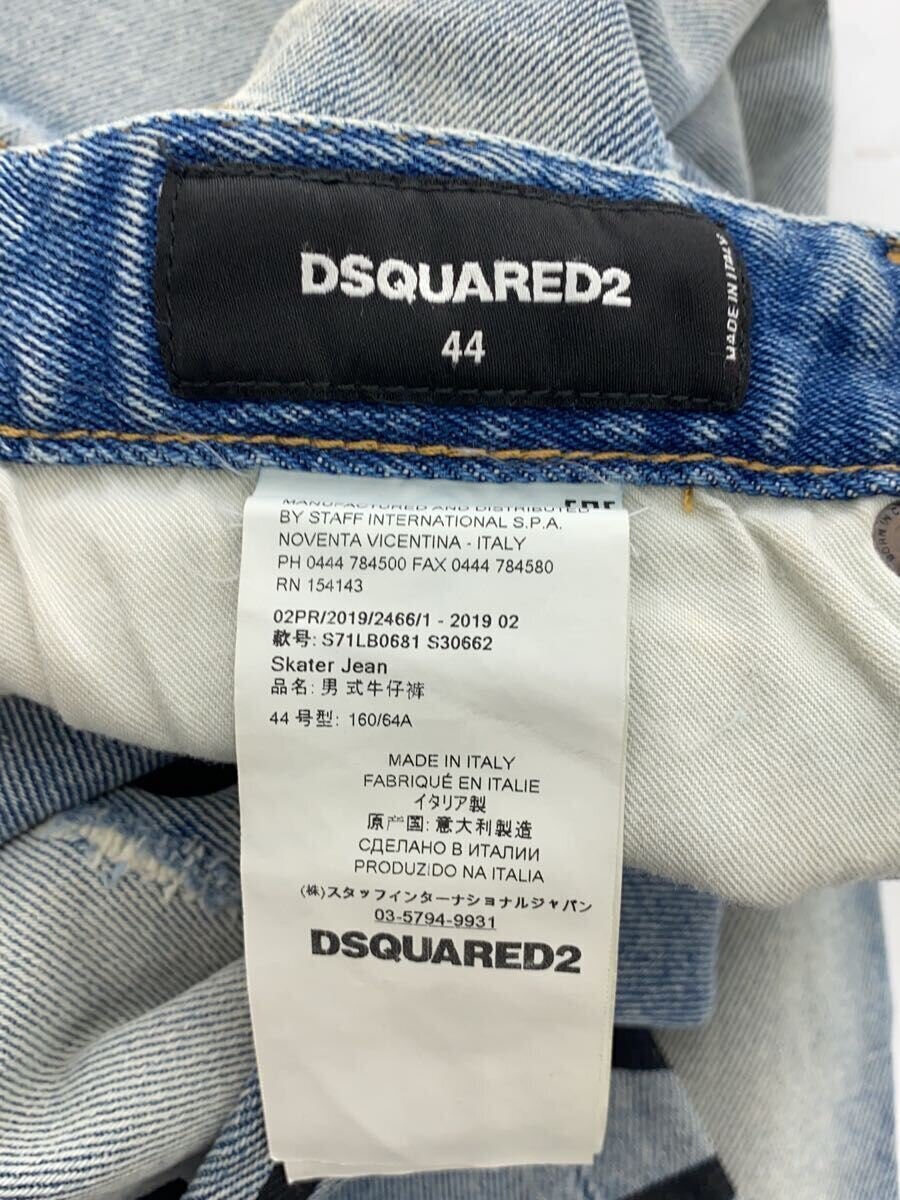 DSQUARED2
44
MADE IN ITALY
MANUFACTURED AND DISTRIBUTED
BY STAFF INTERNATIONAL S.P.A.
NOVENTA VICENTINA - ITALY
PH 0444 784500 FAX 0444 784580
RN 154143
02PR/2019/2466/1 - 2019 02
款号: S71LB0681 S30662
Skater Jean
品名: 男 式牛仔裤
44 号型: 160/64A
MADE IN ITALY
FABRIQUÉ EN ITALIE
イタリア製
原产国: 意大利製造
СДЕЛАНО В ИТАЛИИ
PRODUZIDO NA ITALIA
(株)スタッフインターナショナルジャパン
03-5794-9931
DSQUARED2